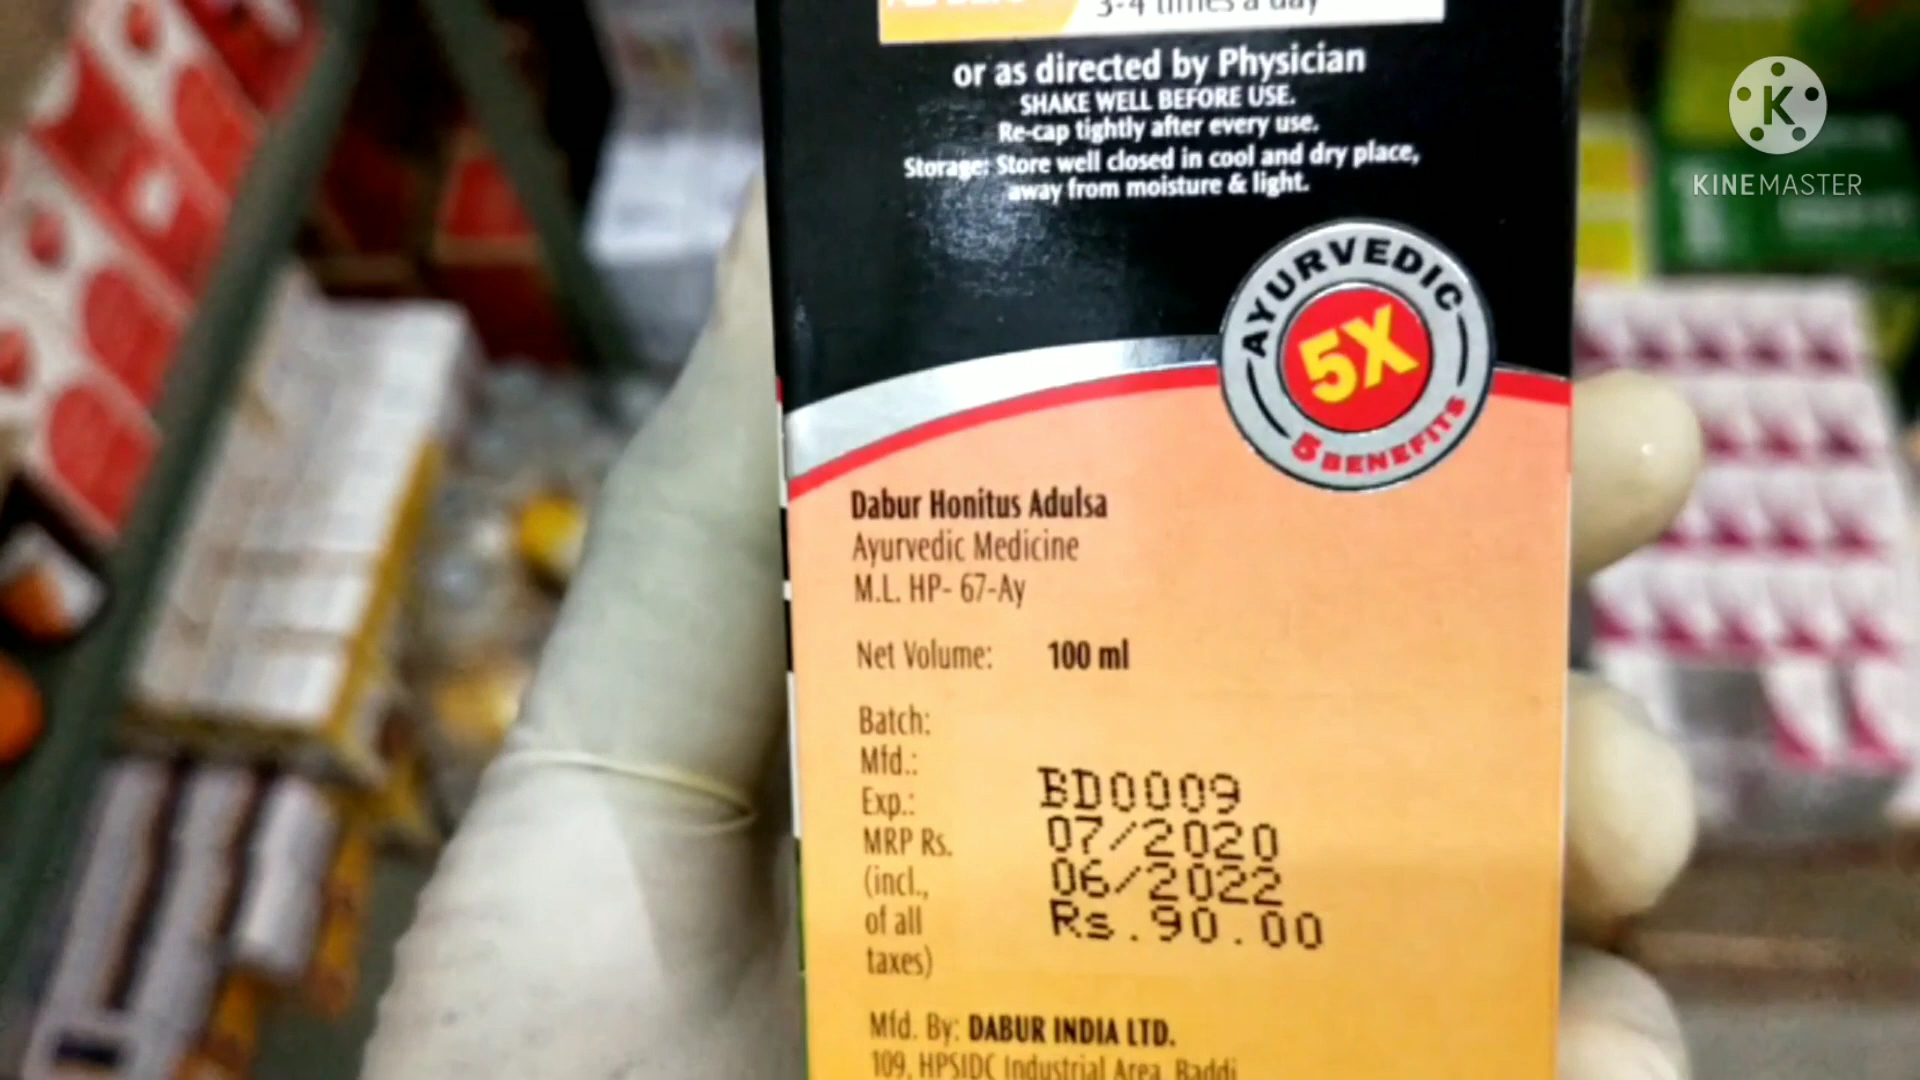 3-4 times a day
or as directed by Physician
SHAKE WELL BEFORE USE.
Re-cap tightly after every use.
Storage: Store well closed in cool and dry place,
away from moisture & light.
AYURVEDIC
5X
5 BENEFITS
Dabur Honitus Adulsa
Ayurvedic Medicine
M.L. HP- 67-Ay
Net Volume: 100 ml
Batch:
Mfd.:
Exp.:
MRP Rs.
(incl.,
of all
taxes)
BD0009
07/2020
06/2022
Rs.90.00
Mfd. By: DABUR INDIA LTD.
109, HPSIDC Industrial Area, Baddi
K
KINEMASTER